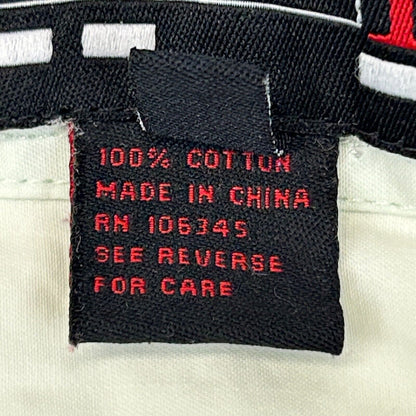 100% COTTON
MADE IN CHINA
RN 106345
SEE REVERSE
FOR CARE